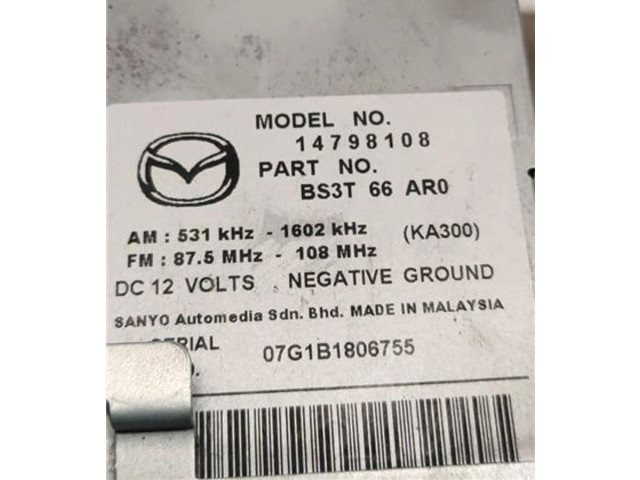 MODEL NO.
14798108
PART NO.
BS3T 66 AR0
AM : 531 kHz - 1602 kHz (KA300)
FM : 87.5 MHz - 108 MHz
DC 12 VOLTS NEGATIVE GROUND
SANYO Automedia Sdn. Bhd. MADE IN MALAYSIA
07G1B1806755